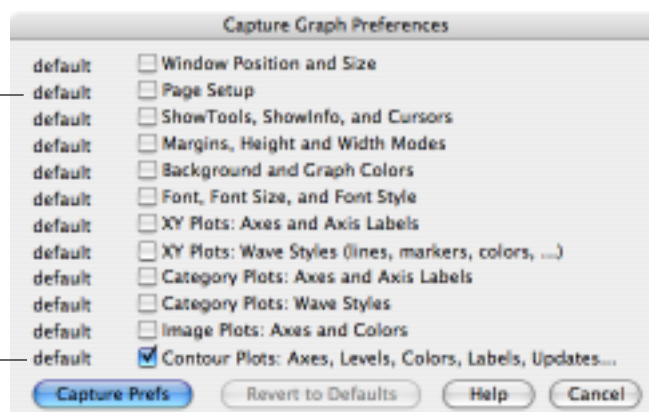 Capture Graph Preferences
default Window Position and Size
default Page Setup
default ShowTools, ShowInfo, and Cursors
default Margins, Height and Width Modes
default Background and Graph Colors
default Font, Font Size, and Font Style
default XY Plots: Axes and Axis Labels
default XY Plots: Wave Styles (lines, markers, colors, ...)
default Category Plots: Axes and Axis Labels
default Category Plots: Wave Styles
default Image Plots: Axes and Colors
default Contour Plots: Axes, Levels, Colors, Labels, Updates...
Capture Prefs Revert to Defaults Help Cancel